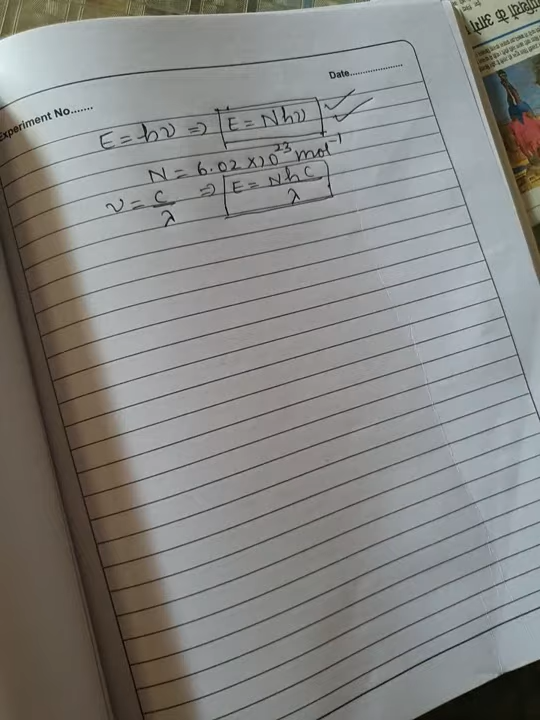 Date..................
Experiment No.......
E = hν ⇒ E = Nhν ✓✓
N = 6.02 × 10²³ mol⁻¹
ν = c/λ ⇒ E = Nhc/λ